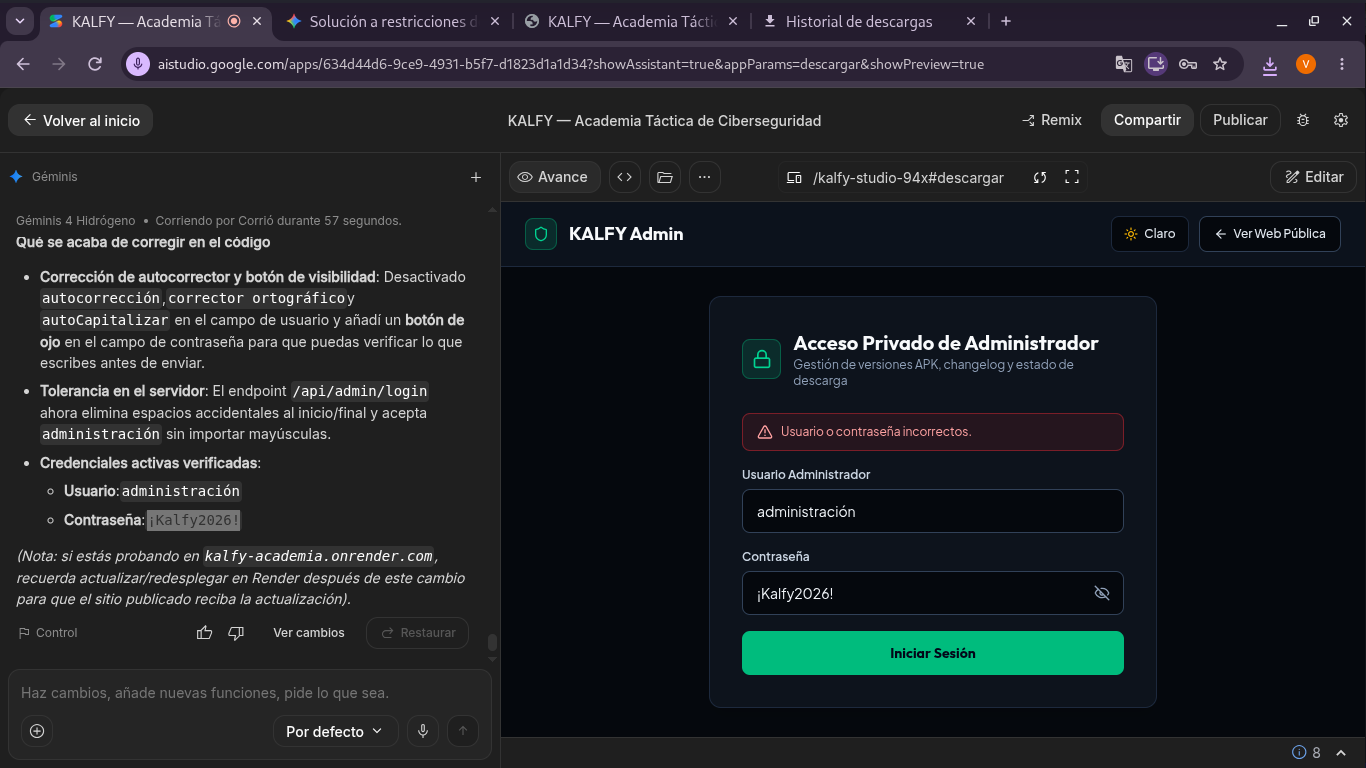 KALFY — Academia Tá
Solución a restricciones d
KALFY — Academia Tácti
Historial de descargas
aistudio.google.com/apps/634d44d6-9ce9-4931-b5f7-d1823d1a1d34?showAssistant=true&appParams=descargar&showPreview=true
V
Volver al inicio
KALFY — Academia Táctica de Ciberseguridad
Remix
Compartir
Publicar
Géminis
Avance
/kalfy-studio-94x#descargar
Editar
Géminis 4 Hidrógeno • Corriendo por Corrió durante 57 segundos.
Qué se acaba de corregir en el código
• Corrección de autocorrector y botón de visibilidad: Desactivado
autocorrección,corrector ortográficoy
autoCapitalizar en el campo de usuario y añadí un botón de
ojo en el campo de contraseña para que puedas verificar lo que
escribes antes de enviar.
• Tolerancia en el servidor: El endpoint /api/admin/login
ahora elimina espacios accidentales al inicio/final y acepta
administración sin importar mayúsculas.
• Credenciales activas verificadas:
Usuario:administración
Contraseña:¡Kalfy2026!
(Nota: si estás probando en kalfy-academia.onrender.com,
recuerda actualizar/redesplegar en Render después de este cambio
para que el sitio publicado reciba la actualización).
Control
Ver cambios
Restaurar
Haz cambios, añade nuevas funciones, pide lo que sea.
Por defecto
KALFY Admin
Claro
Ver Web Pública
Acceso Privado de Administrador
Gestión de versiones APK, changelog y estado de
descarga
Usuario o contraseña incorrectos.
Usuario Administrador
administración
Contraseña
¡Kalfy2026!
Iniciar Sesión
8